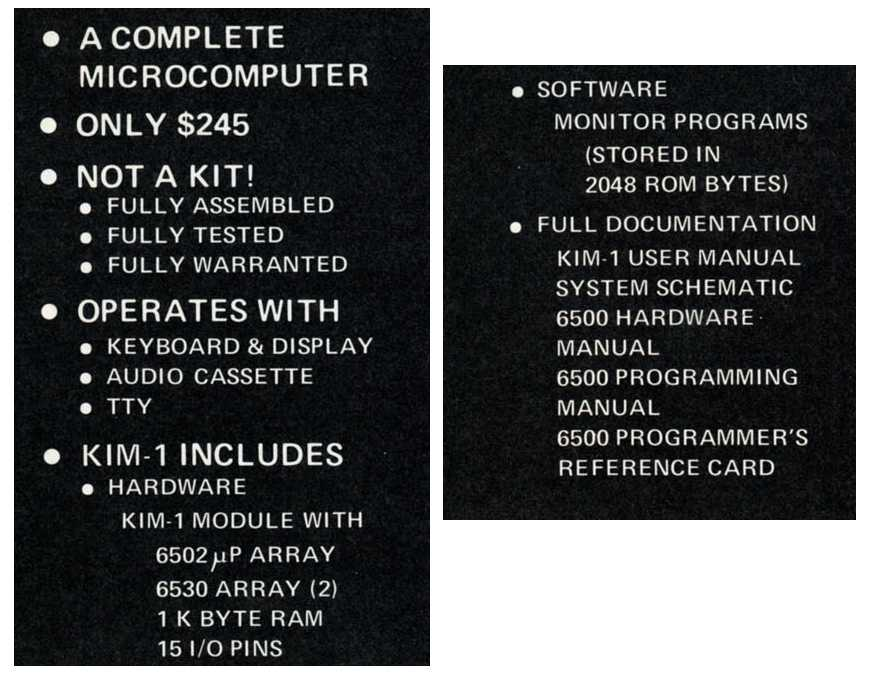 • A COMPLETE
MICROCOMPUTER
• ONLY $245
• NOT A KIT!
• FULLY ASSEMBLED
• FULLY TESTED
• FULLY WARRANTED
• OPERATES WITH
• KEYBOARD & DISPLAY
• AUDIO CASSETTE
• TTY
• KIM-1 INCLUDES
• HARDWARE
KIM-1 MODULE WITH
6502 µP ARRAY
6530 ARRAY (2)
1 K BYTE RAM
15 I/O PINS
• SOFTWARE
MONITOR PROGRAMS
(STORED IN
2048 ROM BYTES)
• FULL DOCUMENTATION
KIM-1 USER MANUAL
SYSTEM SCHEMATIC
6500 HARDWARE
MANUAL
6500 PROGRAMMING
MANUAL
6500 PROGRAMMER'S
REFERENCE CARD